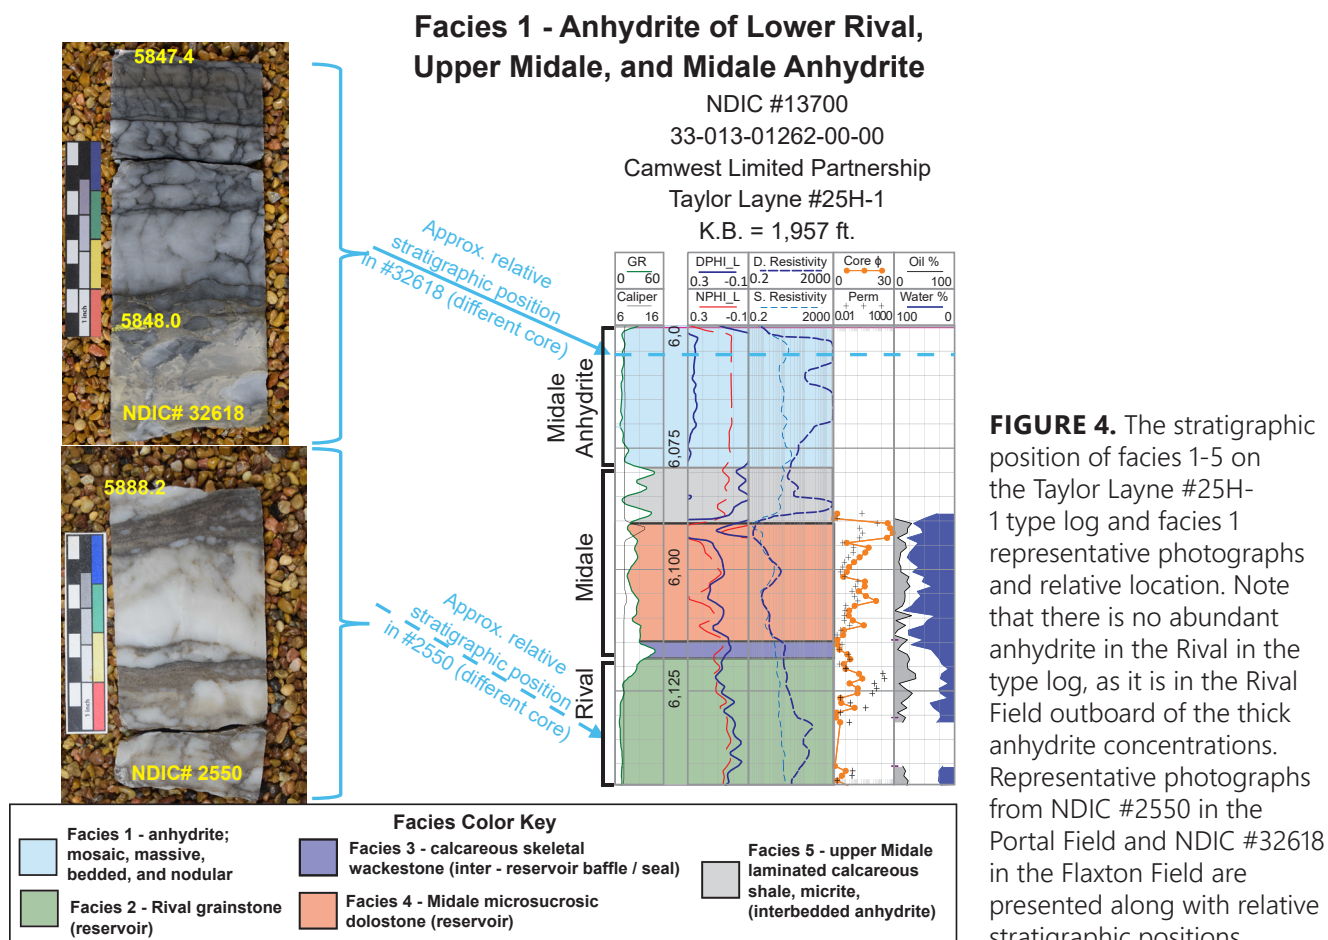 Facies 1 - Anhydrite of Lower Rival,
Upper Midale, and Midale Anhydrite
NDIC #13700
33-013-01262-00-00
Camwest Limited Partnership
Taylor Layne #25H-1
K.B. = 1,957 ft.
5847.4
5848.0
NDIC# 32618
1 inch
5888.2
NDIC# 2550
1 inch
Approx. relative
stratigraphic position
in #32618 (different core)
Approx. relative
stratigraphic position
in #2550 (different core)
GR
0 60
Caliper
6 16
DPHI_L
0.3 -0.1
NPHI_L
0.3 -0.1
D. Resistivity
0.2 2000
S. Resistivity
0.2 2000
Core ϕ
0 30
Perm
0.01 1000
Oil %
0 100
Water %
100 0
Midale
Anhydrite
Midale
Rival
6,0
6,075
6,100
6,125
Facies Color Key
Facies 1 - anhydrite;
mosaic, massive,
bedded, and nodular
Facies 2 - Rival grainstone
(reservoir)
Facies 3 - calcareous skeletal
wackestone (inter - reservoir baffle / seal)
Facies 4 - Midale microsucrosic
dolostone (reservoir)
Facies 5 - upper Midale
laminated calcareous
shale, micrite,
(interbedded anhydrite)
FIGURE 4. The stratigraphic
position of facies 1-5 on
the Taylor Layne #25H-
1 type log and facies 1
representative photographs
and relative location. Note
that there is no abundant
anhydrite in the Rival in the
type log, as it is in the Rival
Field outboard of the thick
anhydrite concentrations.
Representative photographs
from NDIC #2550 in the
Portal Field and NDIC #32618
in the Flaxton Field are
presented along with relative
stratigraphic positions